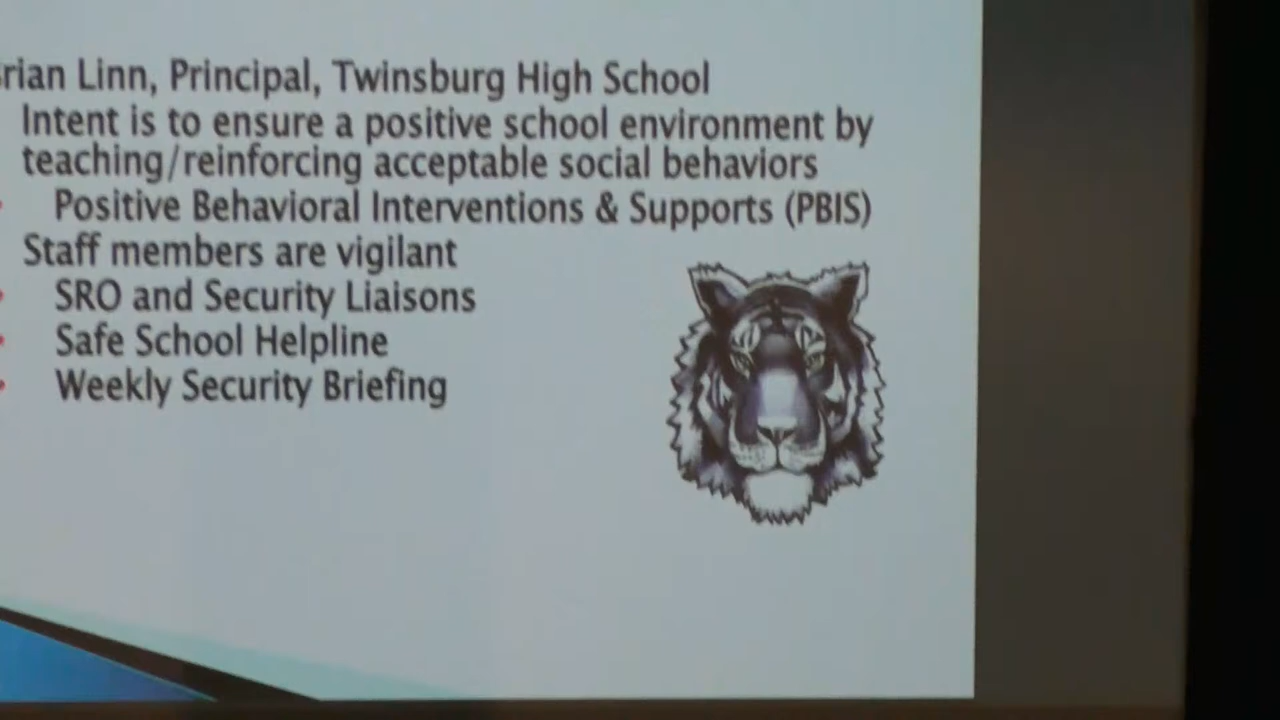 rian Linn, Principal, Twinsburg High School
Intent is to ensure a positive school environment by
teaching/reinforcing acceptable social behaviors
Positive Behavioral Interventions & Supports (PBIS)
Staff members are vigilant
SRO and Security Liaisons
Safe School Helpline
Weekly Security Briefing